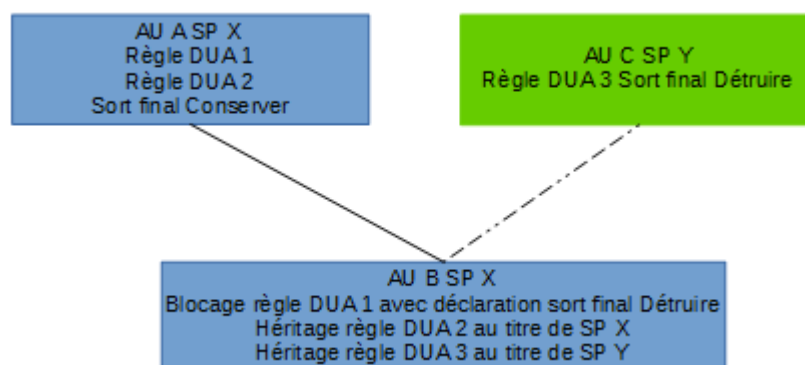 AU A SP X
Règle DUA 1
Règle DUA 2
Sort final Conserver
AU C SP Y
Règle DUA 3 Sort final Détruire
AU B SP X
Blocage règle DUA 1 avec déclaration sort final Détruire
Héritage règle DUA 2 au titre de SP X
Héritage règle DUA 3 au titre de SP Y